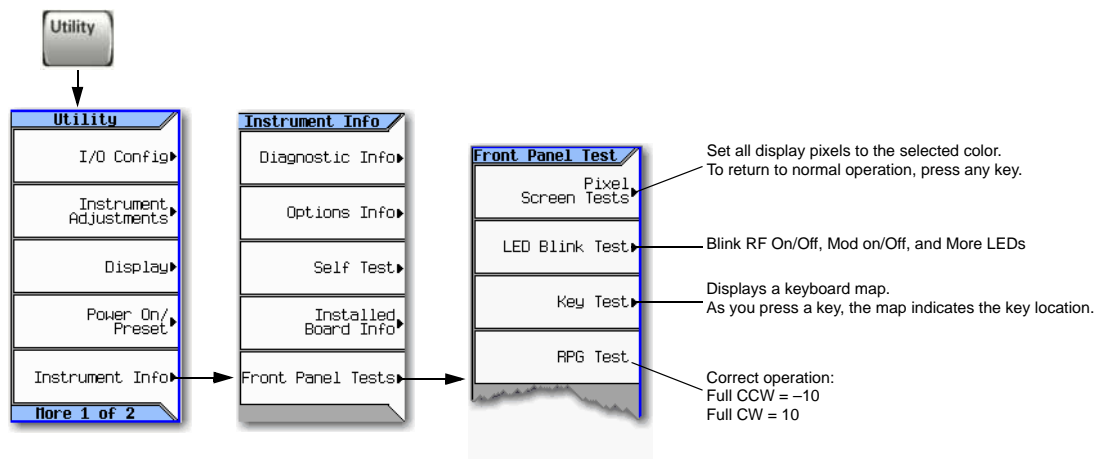 Utility
Utility
I/O Config
Instrument
Adjustments
Display
Power On/
Preset
Instrument Info
More 1 of 2
Instrument Info
Diagnostic Info
Options Info
Self Test
Installed
Board Info
Front Panel Tests
Front Panel Test
Pixel
Screen Tests
LED Blink Test
Key Test
RPG Test
Set all display pixels to the selected color.
To return to normal operation, press any key.
Blink RF On/Off, Mod on/Off, and More LEDs
Displays a keyboard map.
As you press a key, the map indicates the key location.
Correct operation:
Full CCW = –10
Full CW = 10